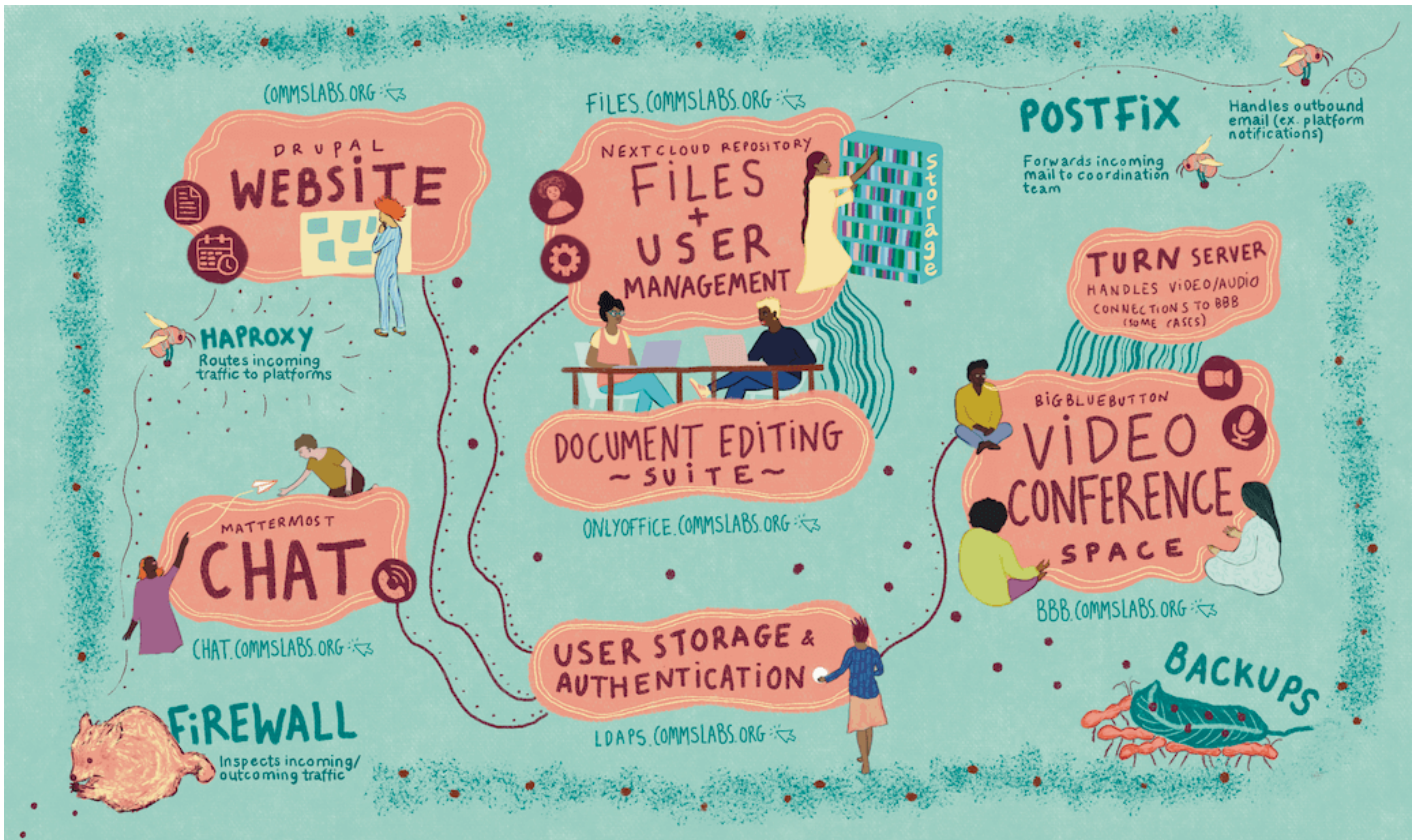 COMMSLABS.ORG
DRUPAL
WEBSITE
FILES.COMMSLABS.ORG
NEXTCLOUD REPOSITORY
FILES
+
USER
MANAGEMENT
storage
POSTFIX
Handles outbound
email (ex. platform
notifications)
Forwards incoming
mail to coordination
team
HAPROXY
Routes incoming
traffic to platforms
TURN SERVER
HANDLES VIDEO/AUDIO
CONNECTIONS TO BBB
(SOME CASES)
DOCUMENT EDITING
~SUITE~
ONLYOFFICE.COMMSLABS.ORG
BIGBLUEBUTTON
VIDEO
CONFERENCE
SPACE
BBB.COMMSLABS.ORG
MATTERMOST
CHAT
CHAT.COMMSLABS.ORG
USER STORAGE &
AUTHENTICATION
LDAPS.COMMSLABS.ORG
FIREWALL
Inspects incoming/
outcoming traffic
BACKUPS